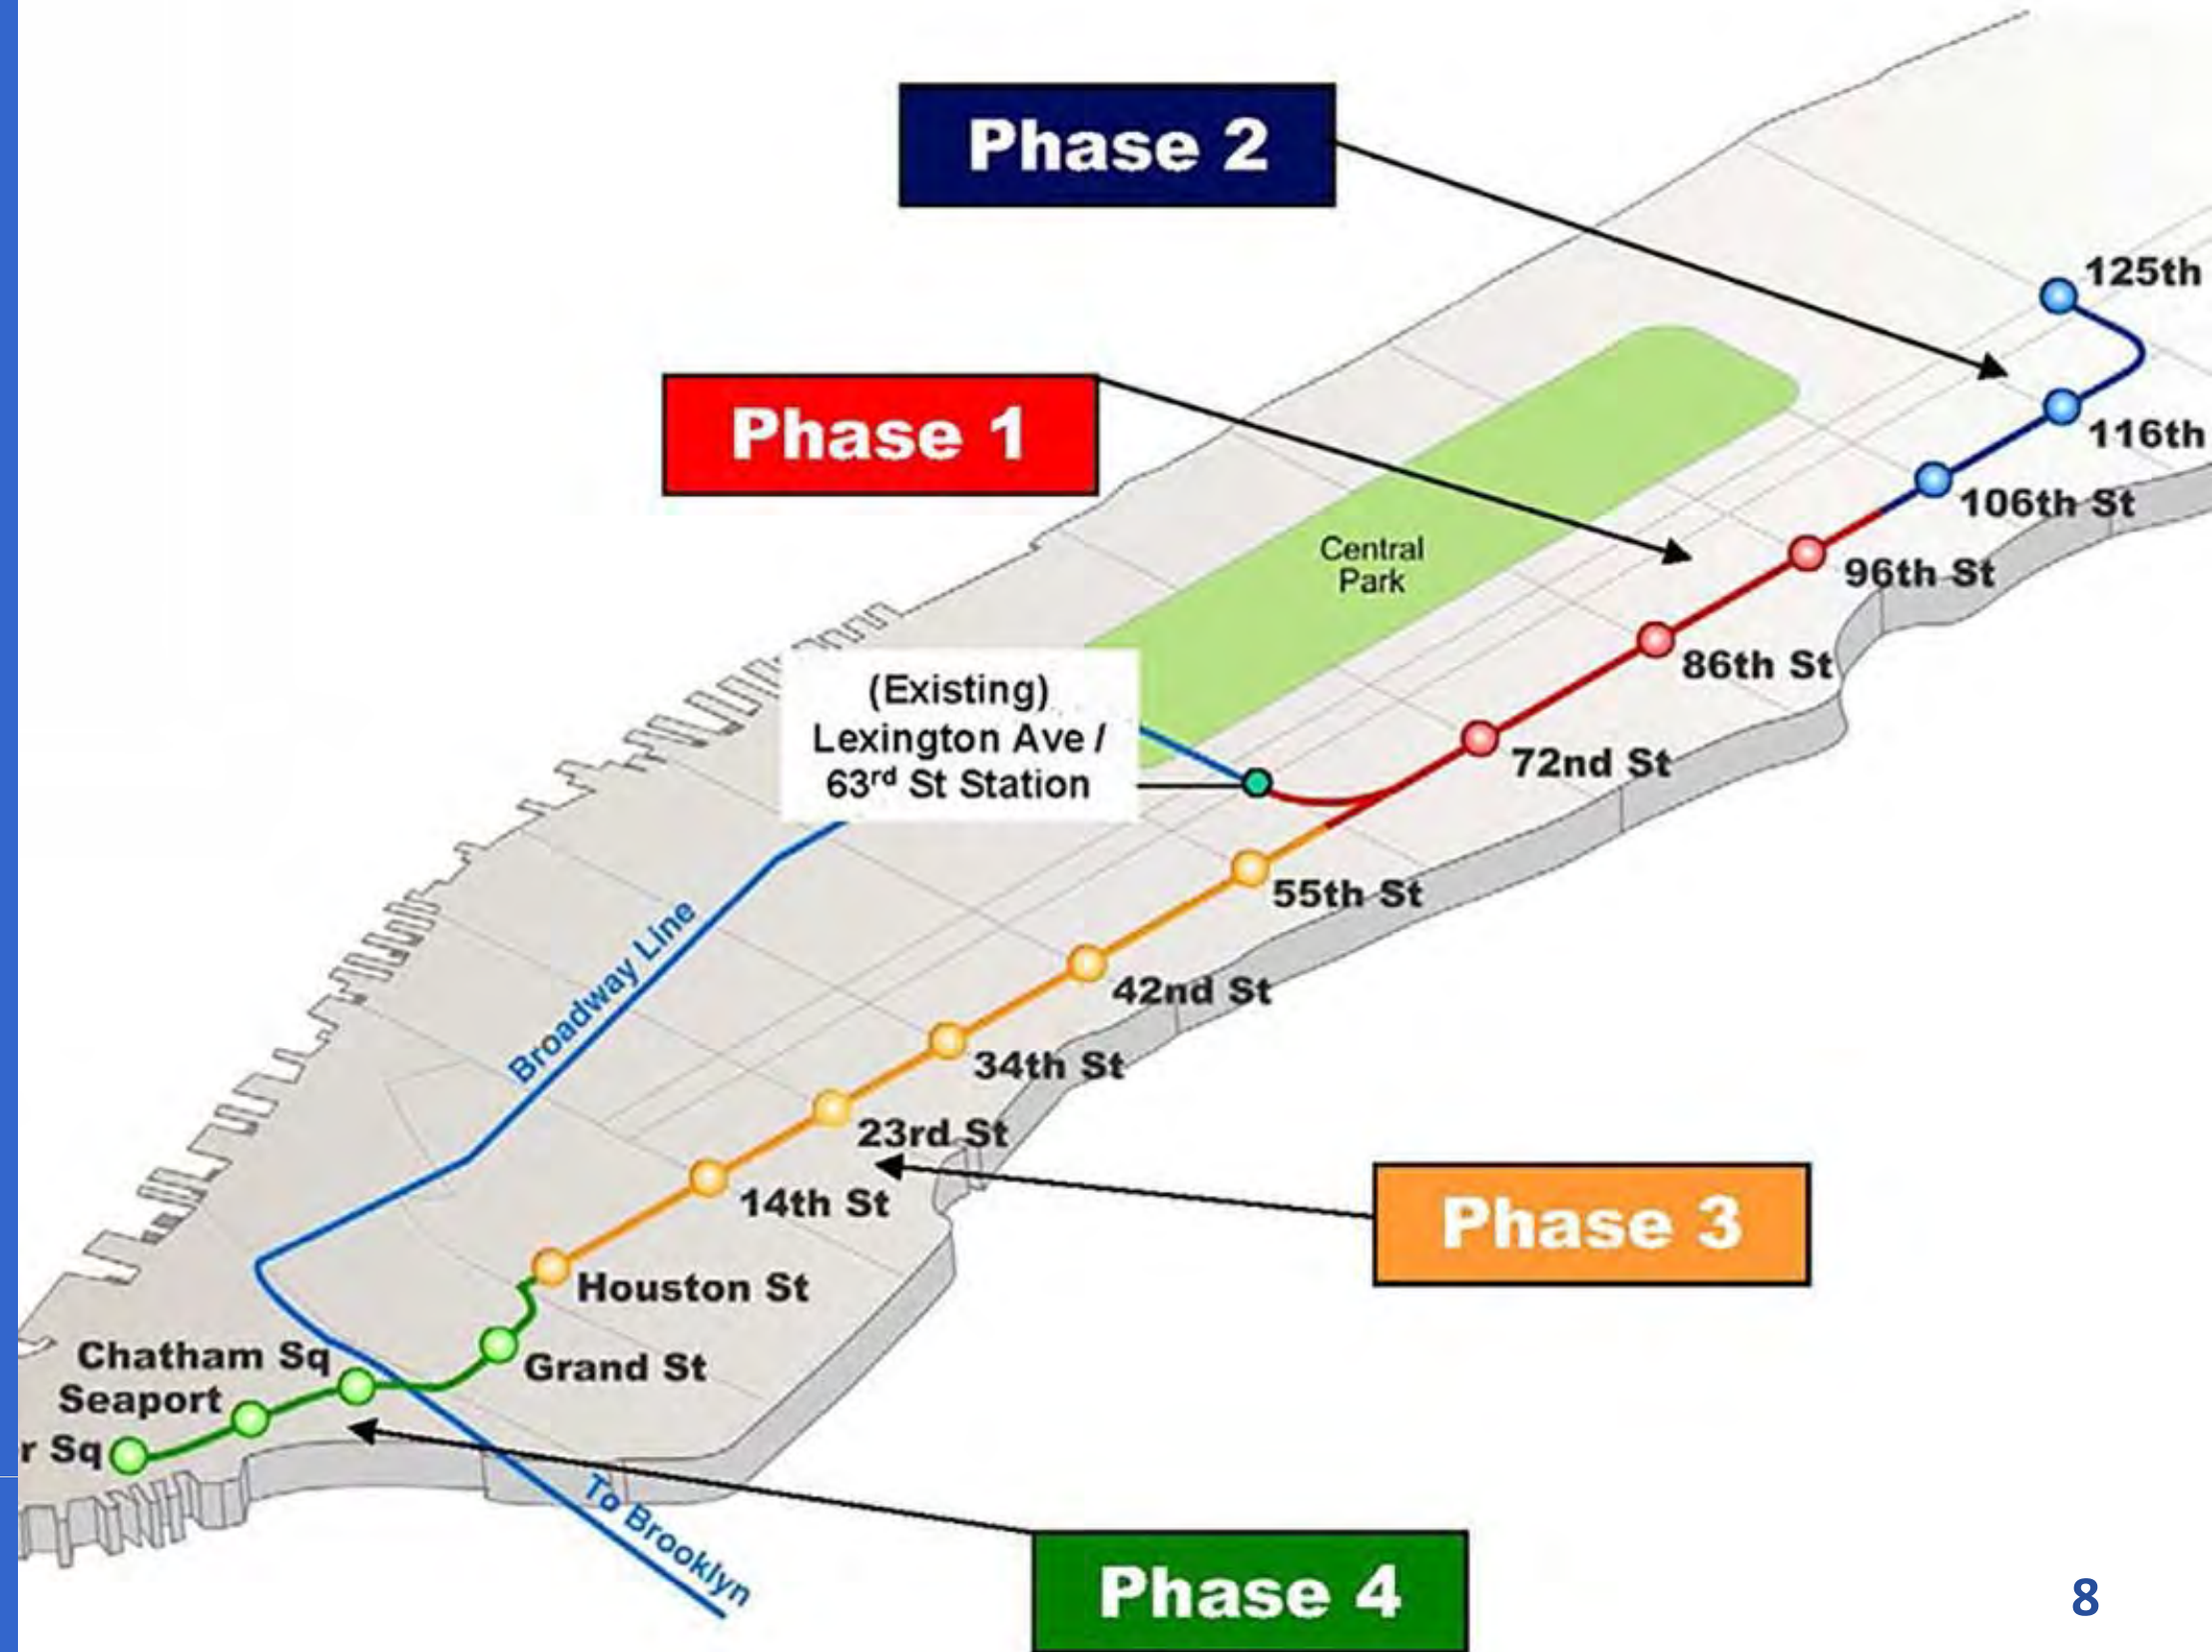 Phase 2
125th
Phase 1
116th
106th St
Central
Park
96th St
86th St
(Existing)
Lexington Ave /
63rd St Station
72nd St
55th St
Broadway Line
42nd St
34th St
23rd St
14th St
Phase 3
Houston St
Chatham Sq
Grand St
Seaport
r Sq
To Brooklyn
Phase 4
8